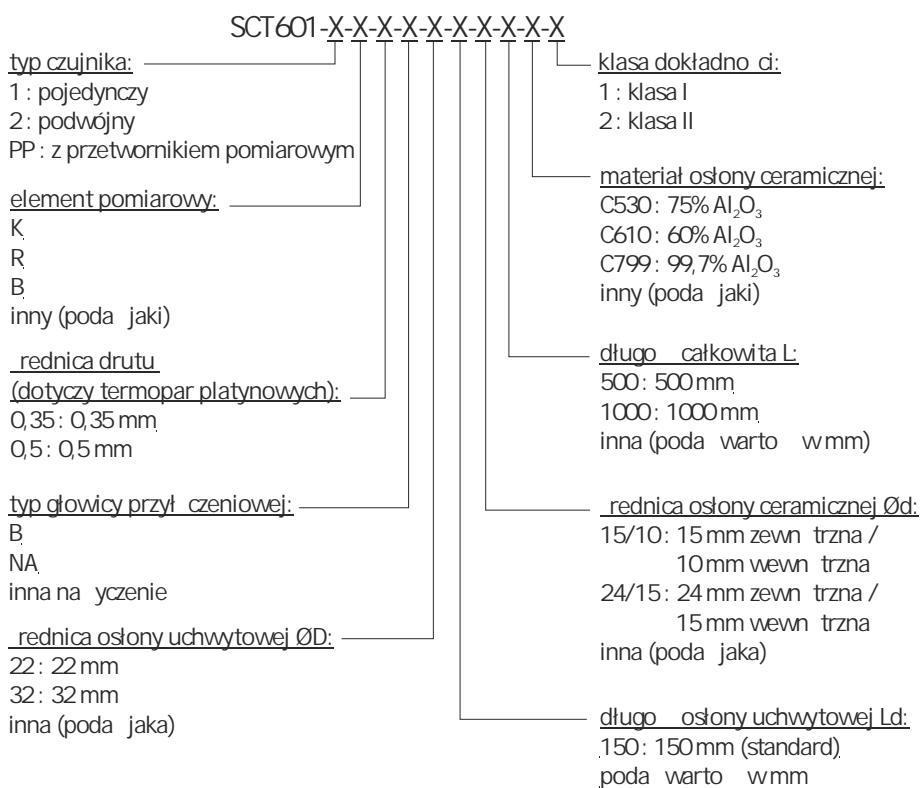 SCT601-X-X-X-X-X-X-X-X-X-X
typ czujnika:
1 : pojedynczy
2 : podwójny
PP : z przetwornikiem pomiarowym
element pomiarowy:
K
R
B
inny (poda jaki)
rednica drutu
(dotyczy termopar platynowych):
0,35 : 0,35 mm
0,5 : 0,5 mm
typ głowicy przył czeniowej:
B
NA
inna na yczenie
rednica osłony uchwytowej ØD:
22 : 22 mm
32 : 32 mm
inna (poda jaka)
klasa dokładno ci:
1 : klasa I
2 : klasa II
materiał osłony ceramicznej:
C530 : 75% Al₂O₃
C610 : 60% Al₂O₃
C799 : 99,7% Al₂O₃
inny (poda jaki)
długo całkowita L:
500 : 500 mm
1000 : 1000 mm
inna (poda warto w mm)
rednica osłony ceramicznej Ød:
15/10 : 15 mm zewn trzna /
10 mm wewn trzna
24/15 : 24 mm zewn trzna /
15 mm wewn trzna
inna (poda jaka)
długo osłony uchwytowej Ld:
150 : 150 mm (standard)
poda warto w mm